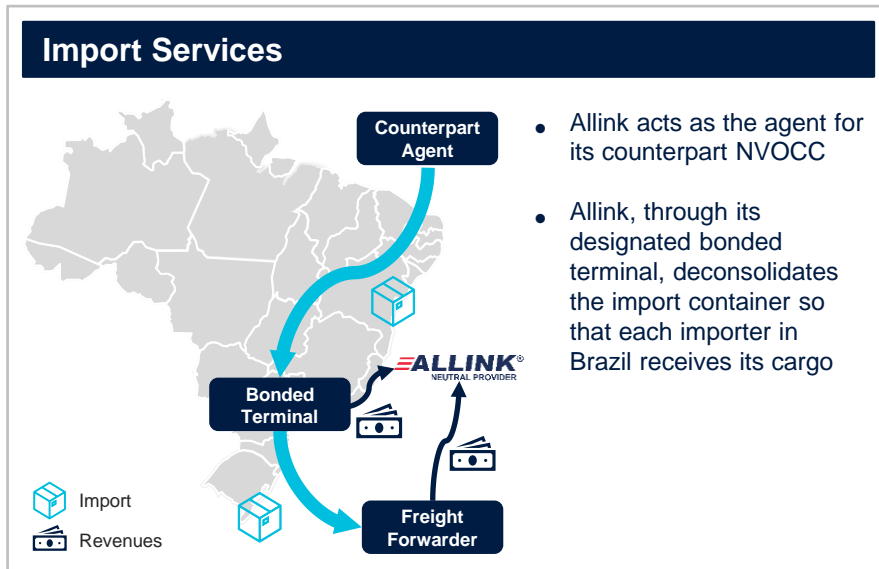 Import Services
Counterpart
Agent
• Allink acts as the agent for
its counterpart NVOCC
• Allink, through its
designated bonded
terminal, deconsolidates
the import container so
that each importer in
Brazil receives its cargo
ALLINK®
NEUTRAL PROVIDER
Bonded
Terminal
Freight
Forwarder
Import
Revenues